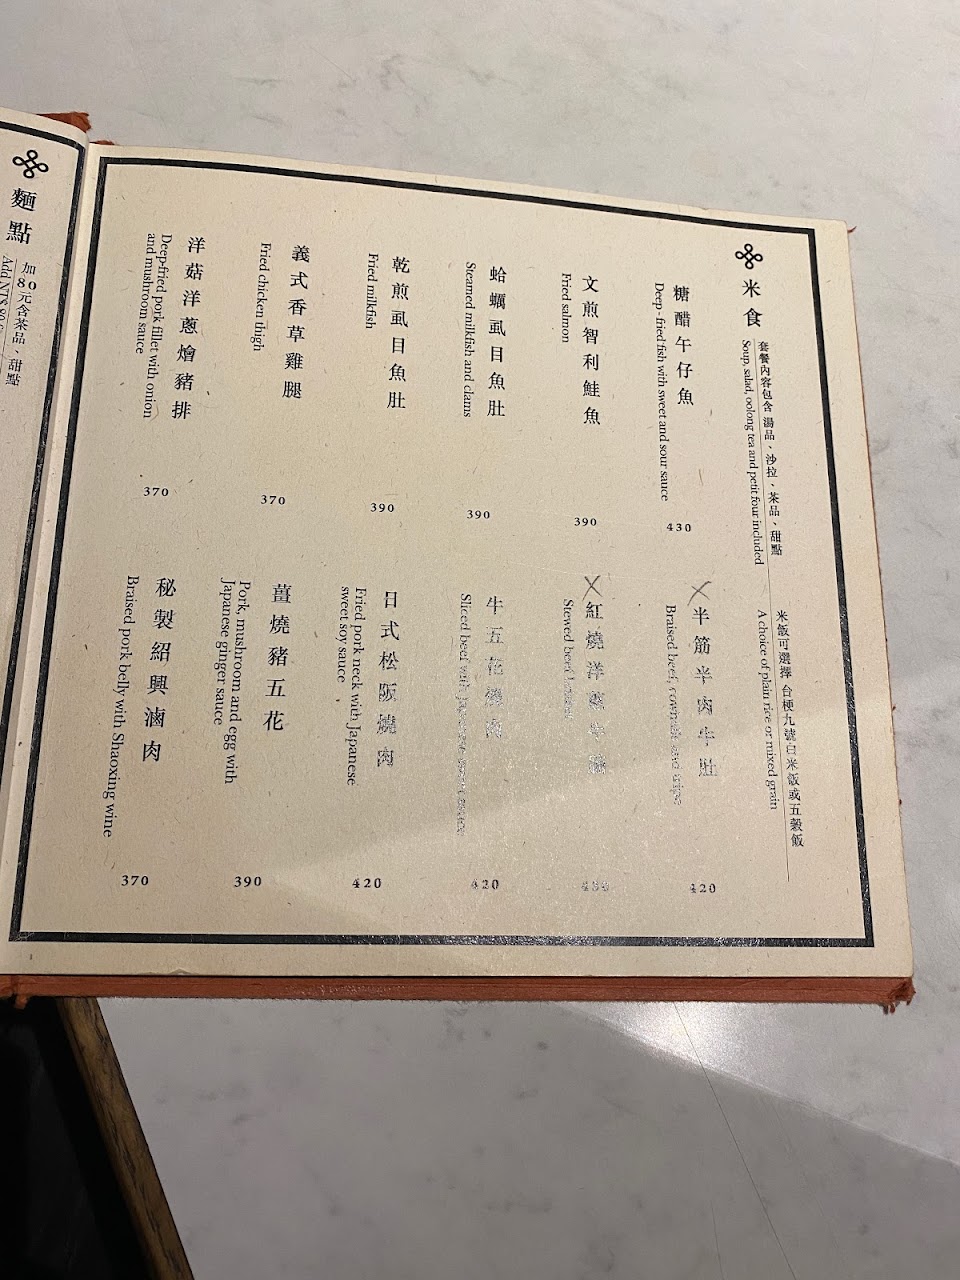 麵點
加80元含茶品、甜點
米食
套餐內容包含 湯品、沙拉、茶品、甜點
Soup, salad, oolong tea and petit four included
米飯可選擇 台梗九號白米飯或五穀飯
A choice of plain rice or mixed grain
糖醋午仔魚
Deep-fried fish with sweet and sour sauce
430
文煎智利鮭魚
Fried salmon
390
蛤蠣虱目魚肚
Steamed milkfish and clams
390
乾煎虱目魚肚
Fried milkfish
390
義式香草雞腿
Fried chicken thigh
370
洋菇洋蔥燴豬排
Deep-fried pork fillet with onion
and mushroom sauce
370
半筋半肉牛肚
Braised beef, and tripe
420
紅燒洋蔥牛
Stewed beef
牛五花燒肉
Sliced beef with
420
日式松阪燒肉
Fried pork neck with Japanese
sweet soy sauce
420
薑燒豬五花
Pork, mushroom and egg with
Japanese ginger sauce
390
秘製紹興滷肉
Braised pork belly with Shaoxing wine
370